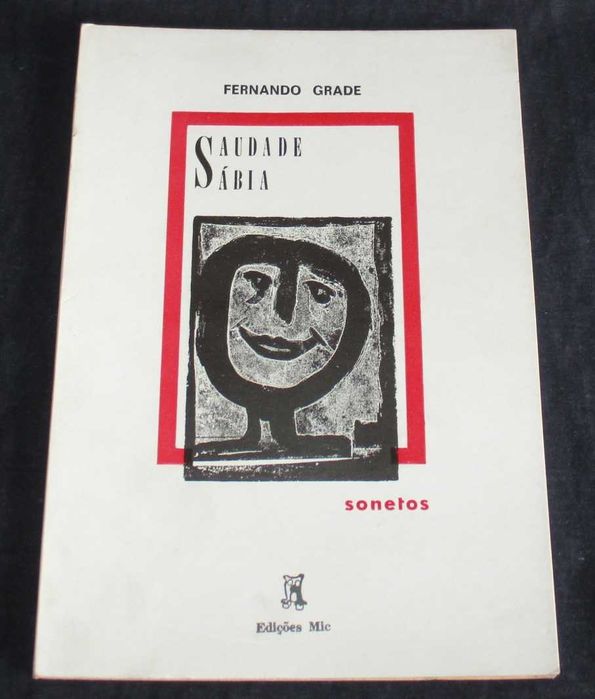 FERNANDO GRADE
SAUDADE
SÁBIA
sonetos
Edições Mic